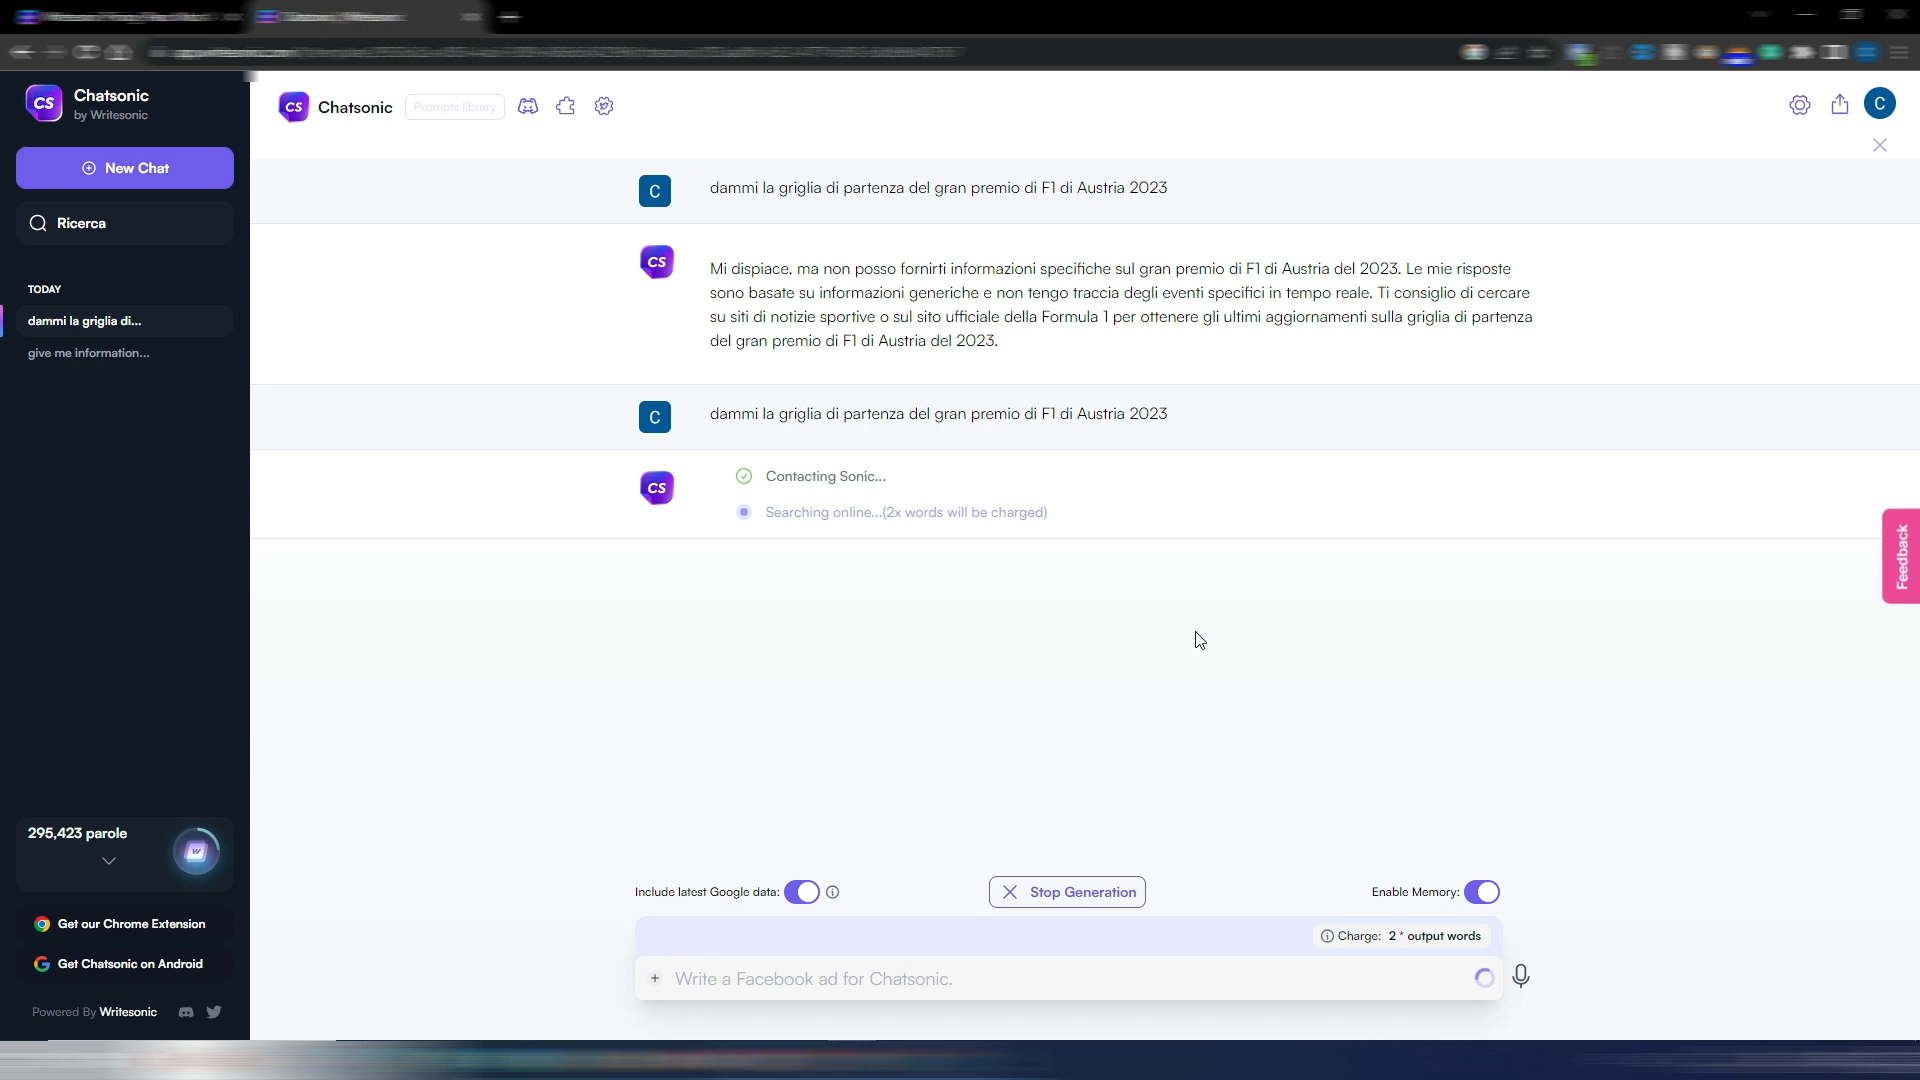 CS
Chatsonic
by Writesonic
New Chat
Ricerca
TODAY
dammi la griglia di...
give me information...
295,423 parole
W
Get our Chrome Extension
Get Chatsonic on Android
Powered By Writesonic
CS
Chatsonic
Prompts library
C
C
dammi la griglia di partenza del gran premio di F1 di Austria 2023
CS
Mi dispiace, ma non posso fornirti informazioni specifiche sul gran premio di F1 di Austria del 2023. Le mie risposte
sono basate su informazioni generiche e non tengo traccia degli eventi specifici in tempo reale. Ti consiglio di cercare
su siti di notizie sportive o sul sito ufficiale della Formula 1 per ottenere gli ultimi aggiornamenti sulla griglia di partenza
del gran premio di F1 di Austria del 2023.
C
dammi la griglia di partenza del gran premio di F1 di Austria 2023
CS
Contacting Sonic...
Searching online...(2x words will be charged)
Feedback
Include latest Google data:
Stop Generation
Enable Memory:
Charge: 2 * output words
+ Write a Facebook ad for Chatsonic.